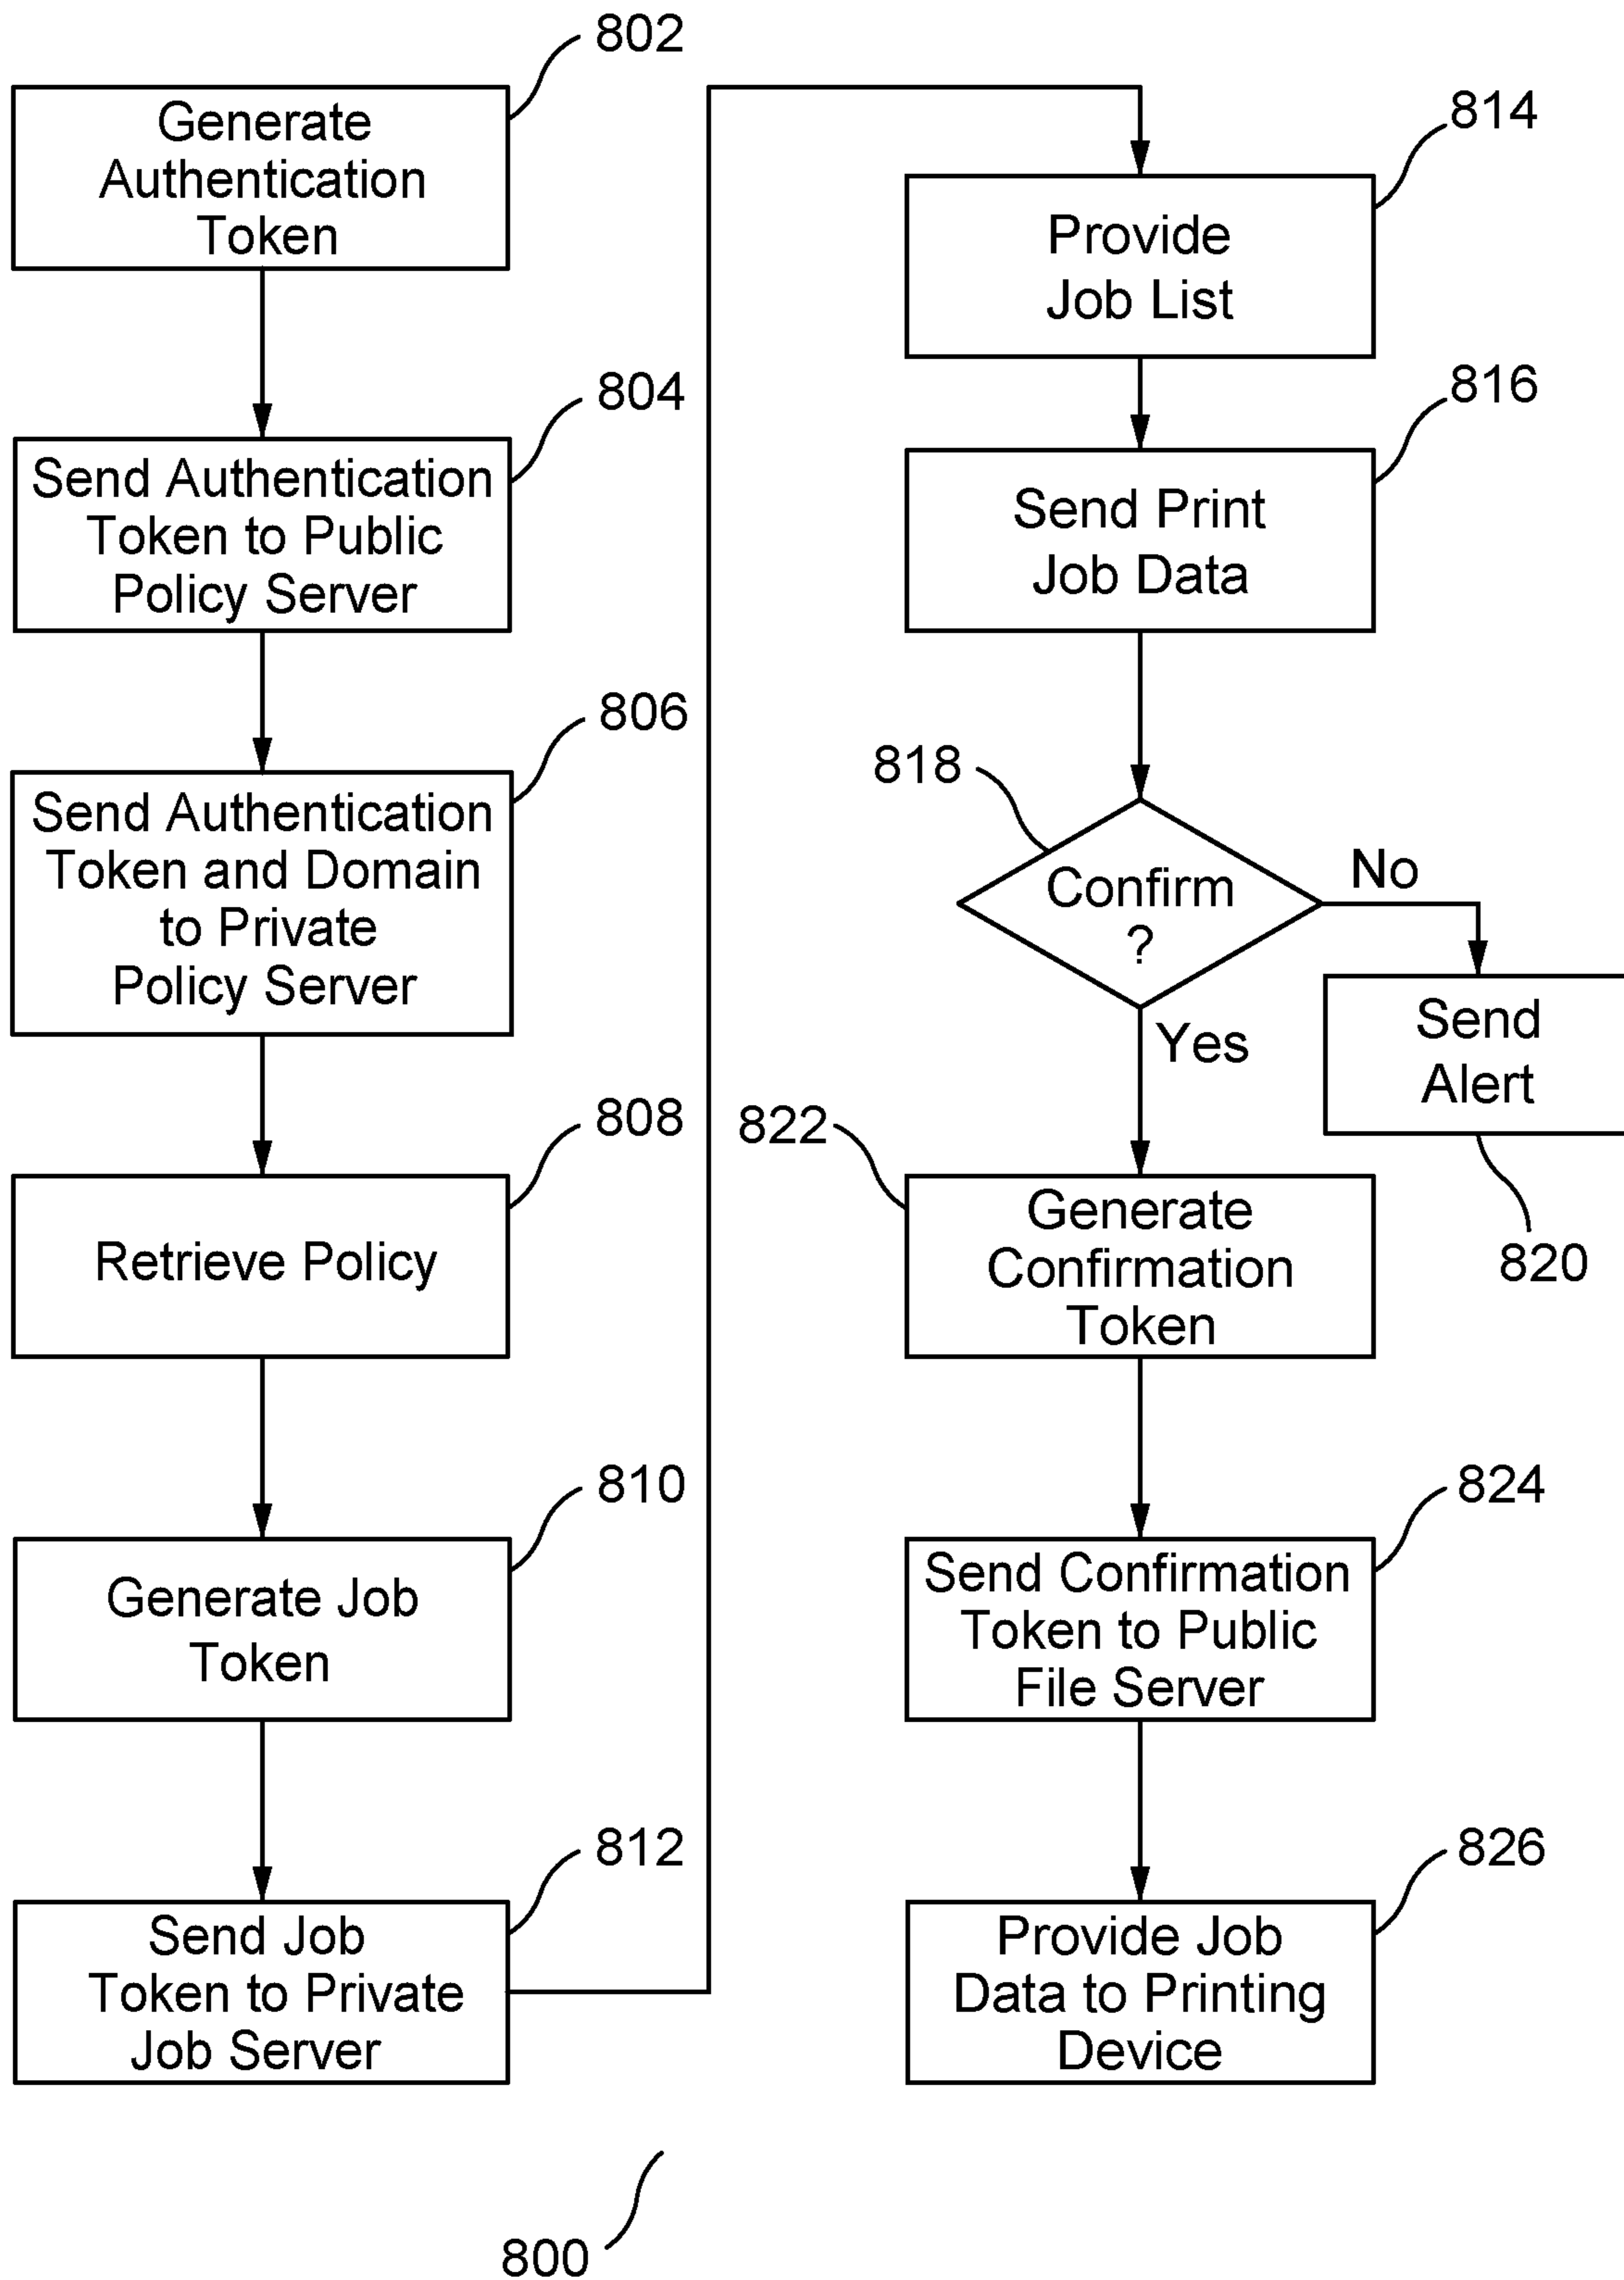 802
Generate
Authentication
Token
804
Send Authentication
Token to Public
Policy Server
806
Send Authentication
Token and Domain
to Private
Policy Server
808
Retrieve Policy
810
Generate Job
Token
812
Send Job
Token to Private
Job Server
814
Provide
Job List
816
Send Print
Job Data
818
Confirm
?
No
Yes
Send
Alert
820
822
Generate
Confirmation
Token
824
Send Confirmation
Token to Public
File Server
826
Provide Job
Data to Printing
Device
800